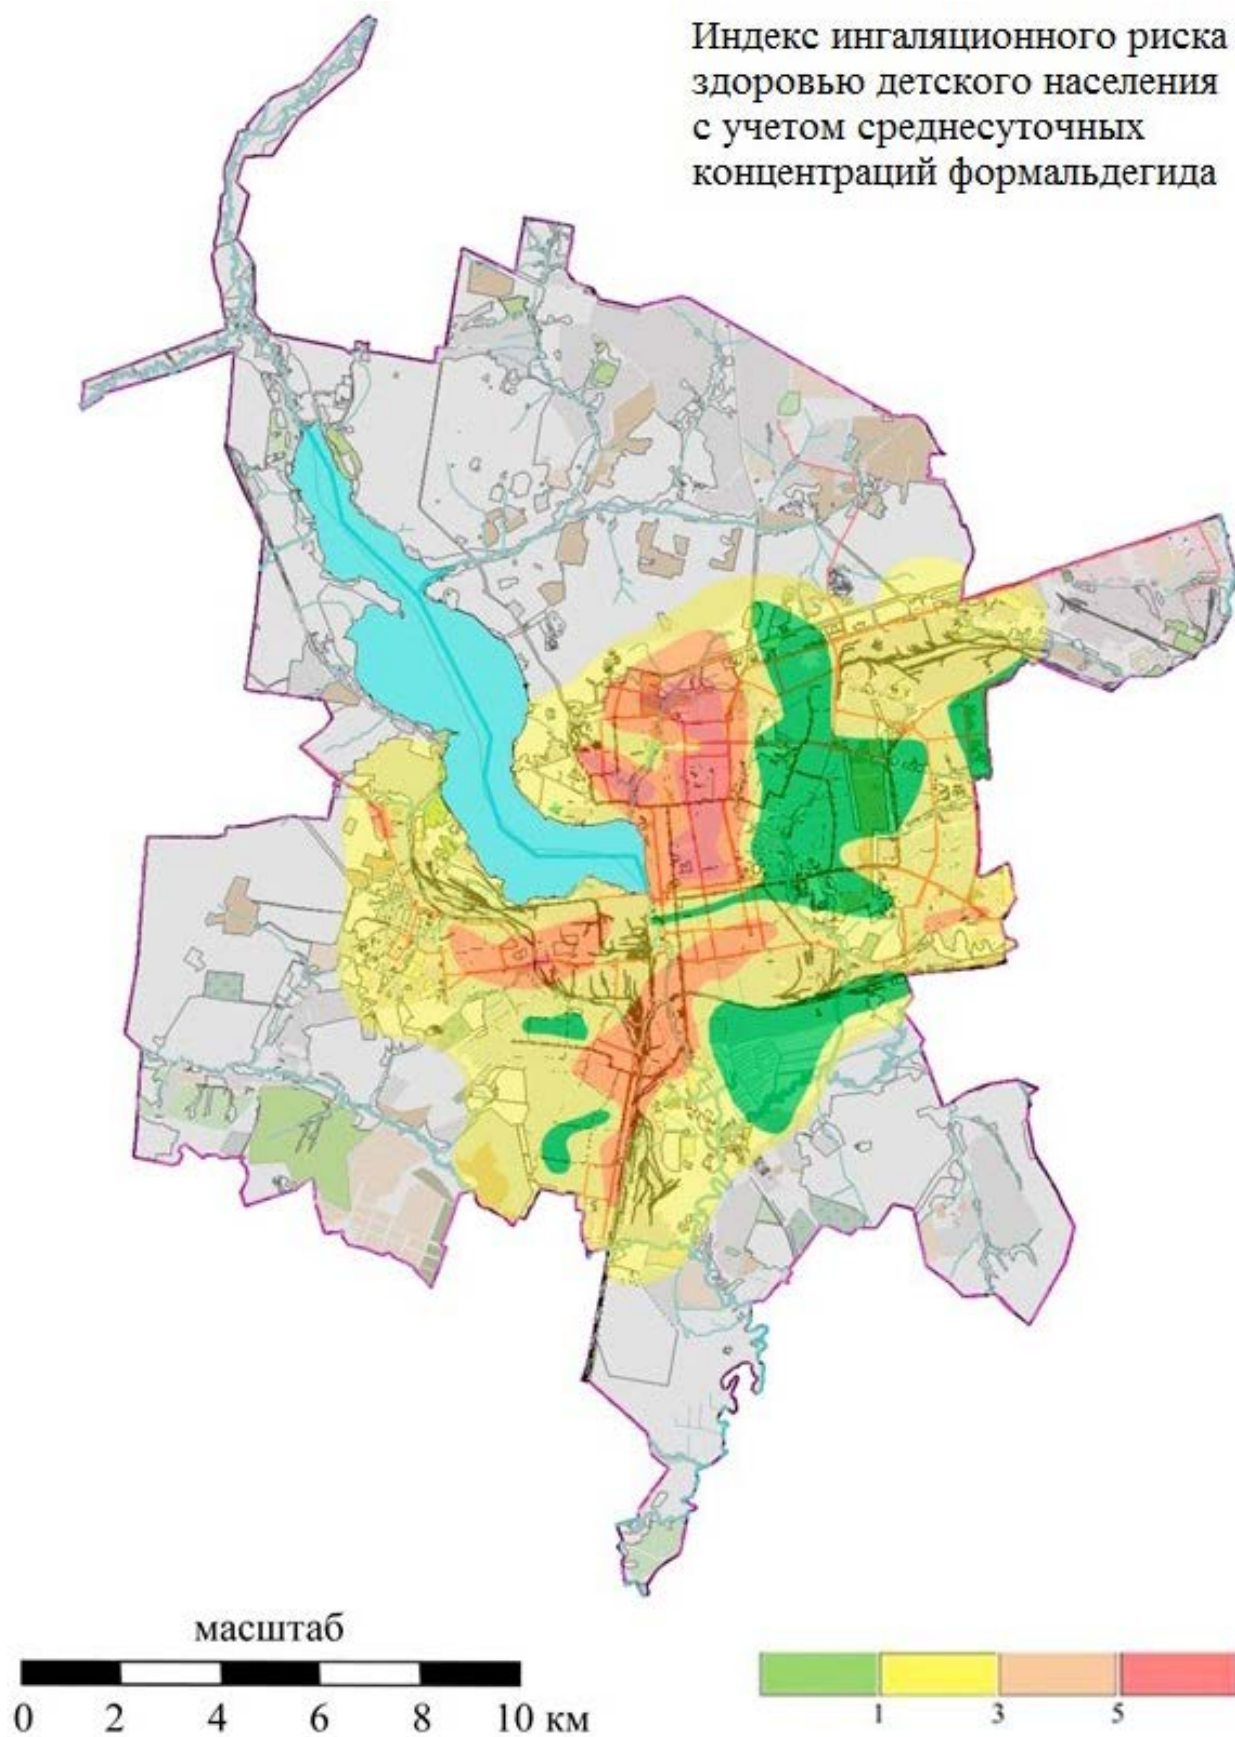 Индекс ингаляционного риска
здоровью детского населения
с учетом среднесуточных
концентраций формальдегида
масштаб
0 2 4 6 8 10 км
1 3 5